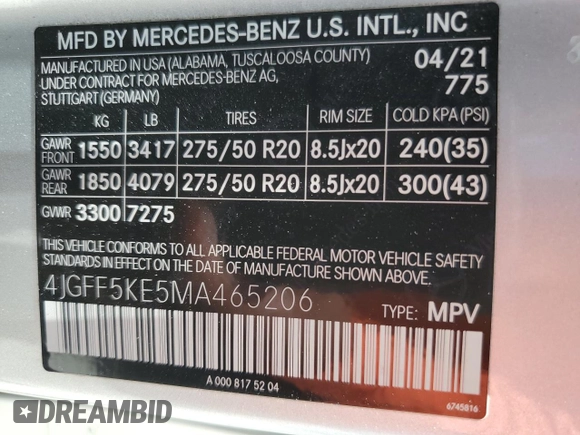 MFD BY MERCEDES-BENZ U.S. INTL., INC
MANUFACTURED IN USA (ALABAMA, TUSCALOOSA COUNTY) 04/21
UNDER CONTRACT FOR MERCEDES-BENZ AG, 775
STUTTGART (GERMANY)
KG LB TIRES RIM SIZE COLD KPA (PSI)
GAWR FRONT 1550 3417 275/50 R20 8.5Jx20 240(35)
GAWR REAR 1850 4079 275/50 R20 8.5Jx20 300(43)
GVWR 3300 7275
THIS VEHICLE CONFORMS TO ALL APPLICABLE FEDERAL MOTOR VEHICLE SAFETY
STANDARDS IN EFFECT ON THE DATE OF MANUFACTURE SHOWN ABOVE.
4JGFF5KE5MA465206 TYPE: MPV
A 000 817 52 04
6745816
DREAMBID